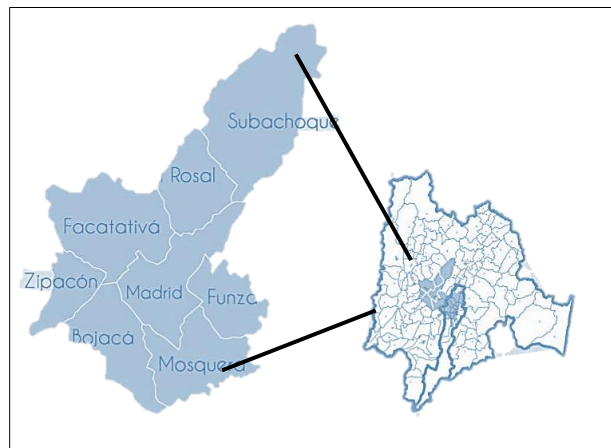 Subachoque
Rosal
Facatativá
Zipacón
Madrid
Funza
Bojacá
Mosquera